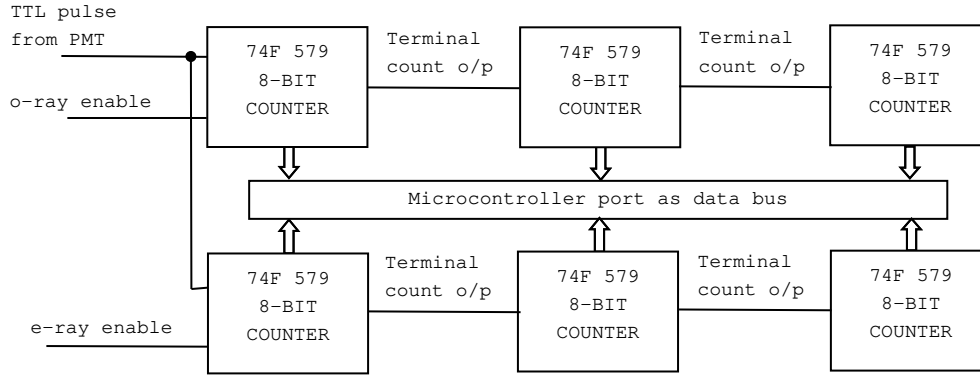 TTL pulse
from PMT
o-ray enable
74F 579
8-BIT
COUNTER
Terminal
count o/p
74F 579
8-BIT
COUNTER
Terminal
count o/p
74F 579
8-BIT
COUNTER
Microcontroller port as data bus
e-ray enable
74F 579
8-BIT
COUNTER
Terminal
count o/p
74F 579
8-BIT
COUNTER
Terminal
count o/p
74F 579
8-BIT
COUNTER